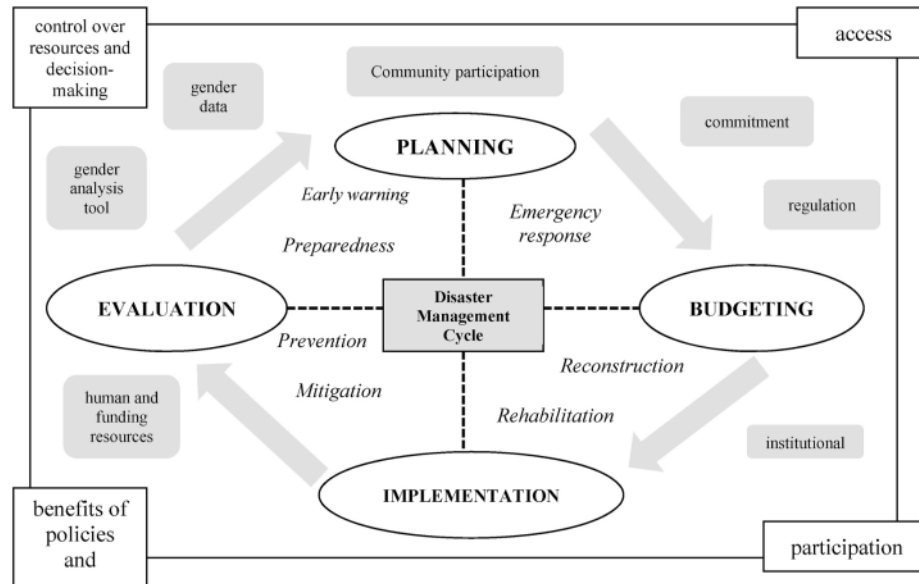 control over
resources and
decision-
making
access
gender
data
Community participation
commitment
PLANNING
gender
analysis
tool
Early warning
Emergency
response
regulation
Preparedness
EVALUATION
Disaster
Management
Cycle
BUDGETING
Prevention
Reconstruction
Mitigation
human and
funding
resources
Rehabilitation
institutional
IMPLEMENTATION
benefits of
policies
and
participation